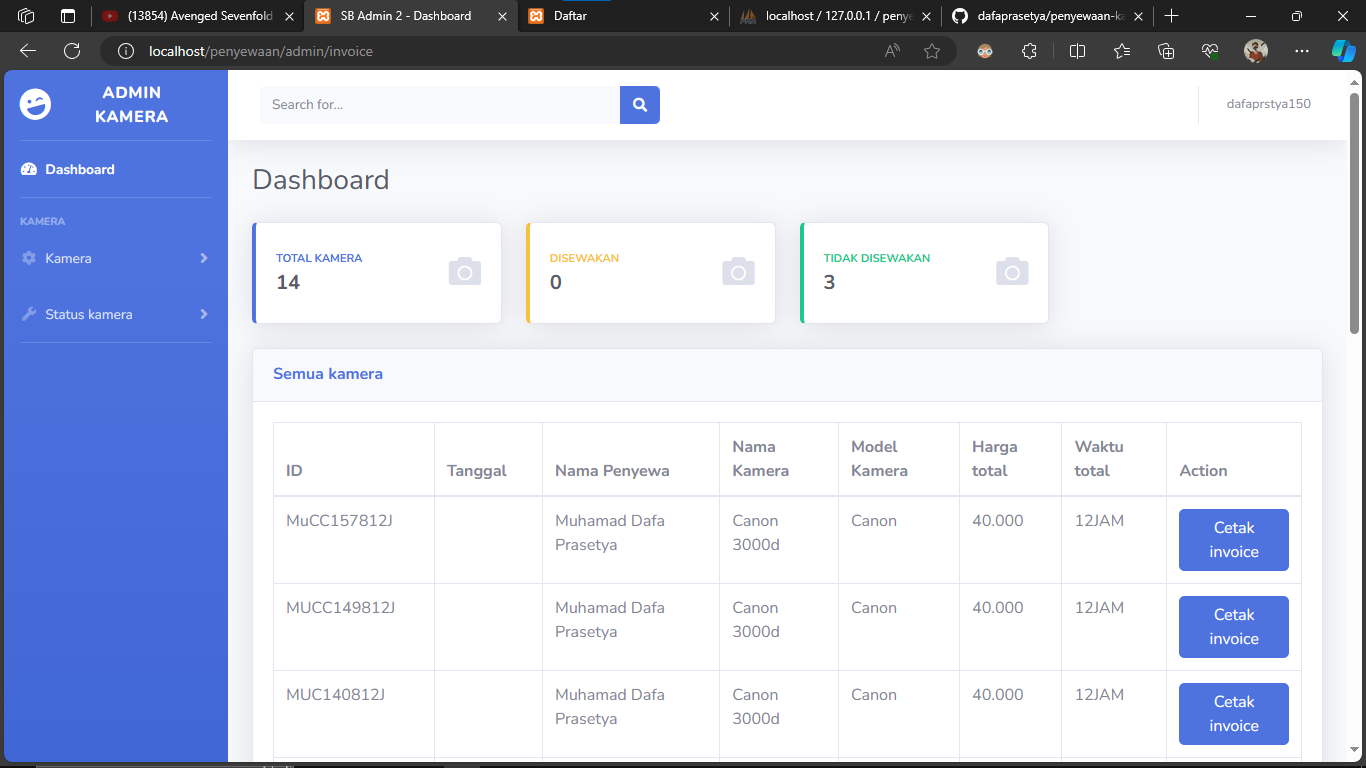 (13854) Avenged Sevenfold
SB Admin 2 - Dashboard
Daftar
localhost / 127.0.0.1 / penye
dafaprasetya/penyewaan-ka
localhost/penyewaan/admin/invoice
ADMIN
KAMERA
Search for...
dafaprstya150
Dashboard
KAMERA
Kamera
Status kamera
Dashboard
TOTAL KAMERA
14
DISEWAKAN
0
TIDAK DISEWAKAN
3
Semua kamera
ID Tanggal Nama Penyewa Nama Kamera Model Kamera Harga total Waktu total Action
MuCC157812J Muhamad Dafa Prasetya Canon 3000d Canon 40.000 12JAM Cetak invoice
MUCC149812J Muhamad Dafa Prasetya Canon 3000d Canon 40.000 12JAM Cetak invoice
MUC140812J Muhamad Dafa Prasetya Canon 3000d Canon 40.000 12JAM Cetak invoice